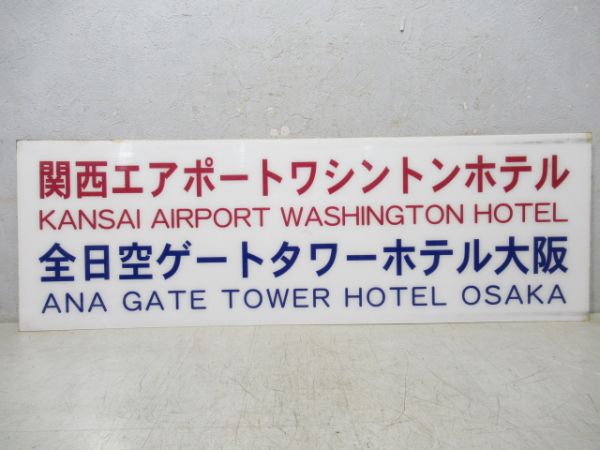 関西エアポートワシントンホテル
KANSAI AIRPORT WASHINGTON HOTEL
全日空ゲートタワーホテル大阪
ANA GATE TOWER HOTEL OSAKA